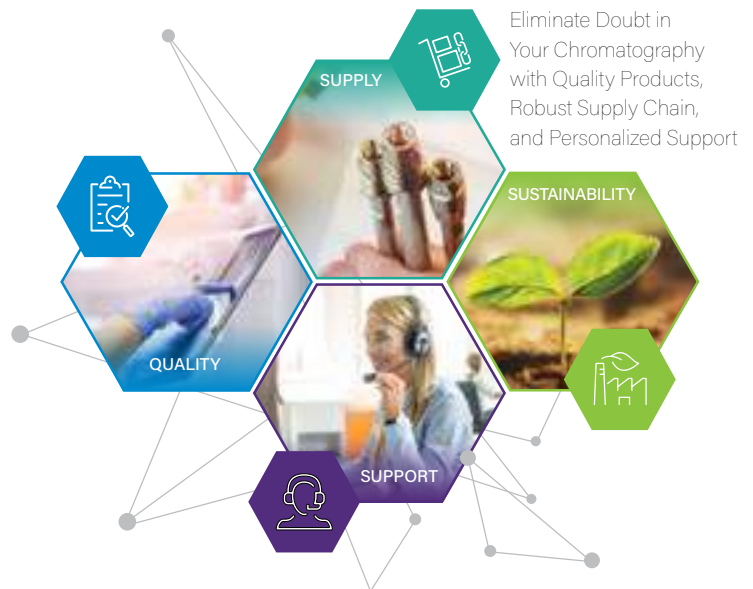 Eliminate Doubt in
Your Chromatography
with Quality Products,
Robust Supply Chain,
and Personalized Support
SUPPLY
SUSTAINABILITY
QUALITY
SUPPORT